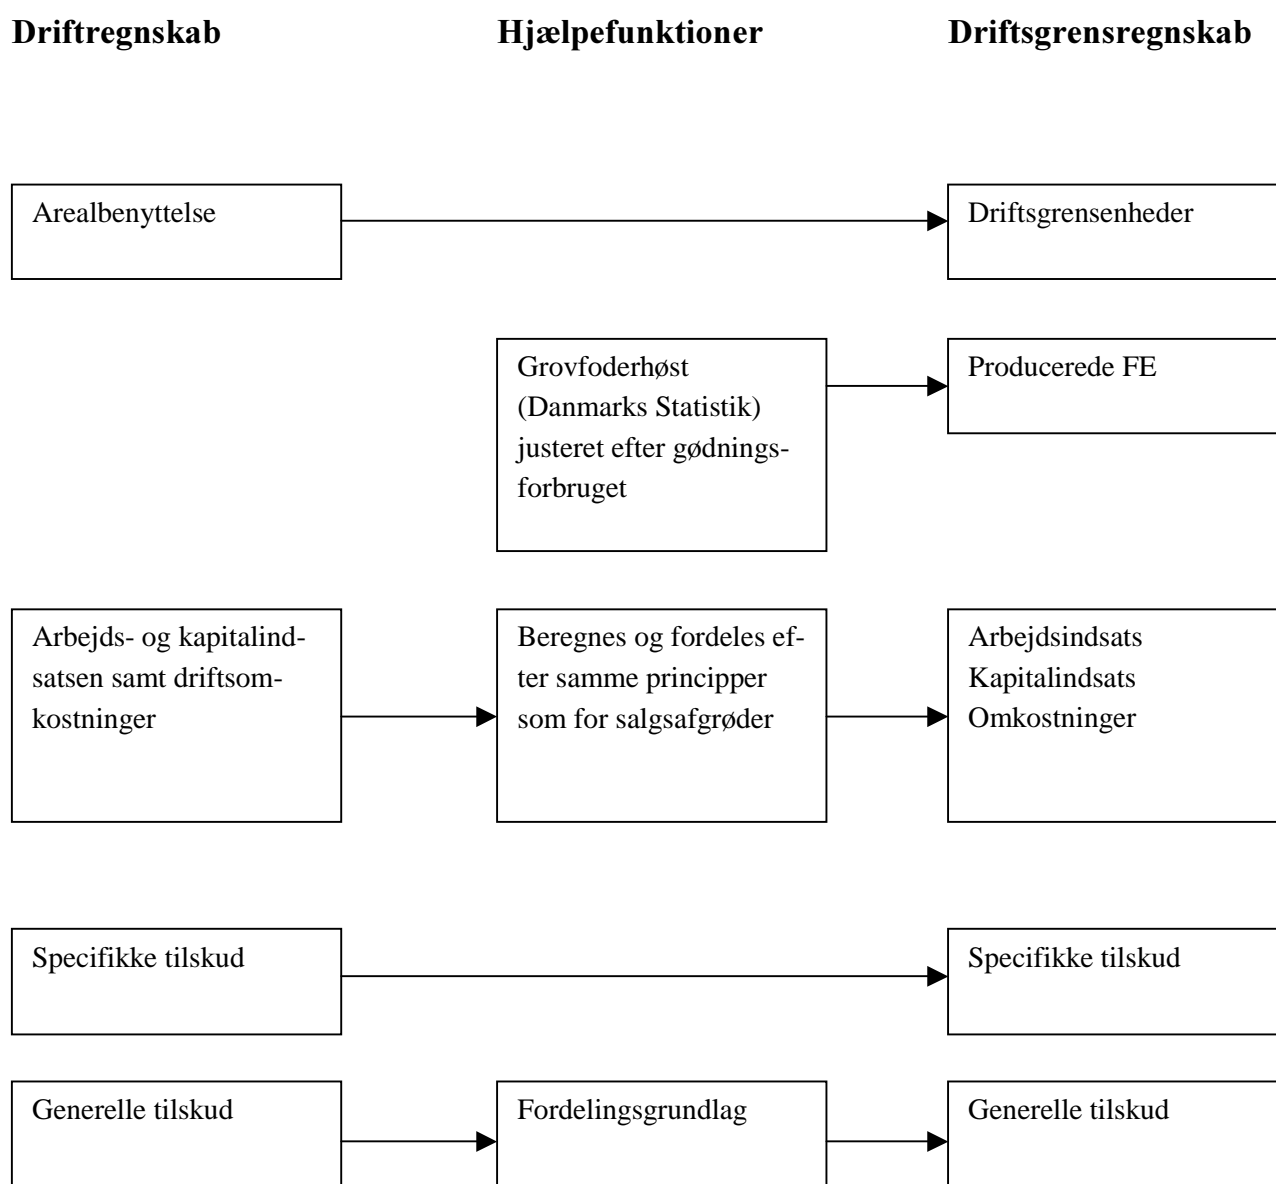 Driftregnskab
Hjælpefunktioner
Driftsgrensregnskab
Arealbenyttelse
Driftsgrensenheder
Grovfoderhøst
(Danmarks Statistik)
justeret efter gødnings-
forbruget
Producerede FE
Arbejds- og kapitalind-
satsen samt driftsom-
kostninger
Beregnes og fordeles ef-
ter samme principper
som for salgsafgrøder
Arbejdsindsats
Kapitalindsats
Omkostninger
Specifikke tilskud
Specifikke tilskud
Generelle tilskud
Fordelingsgrundlag
Generelle tilskud